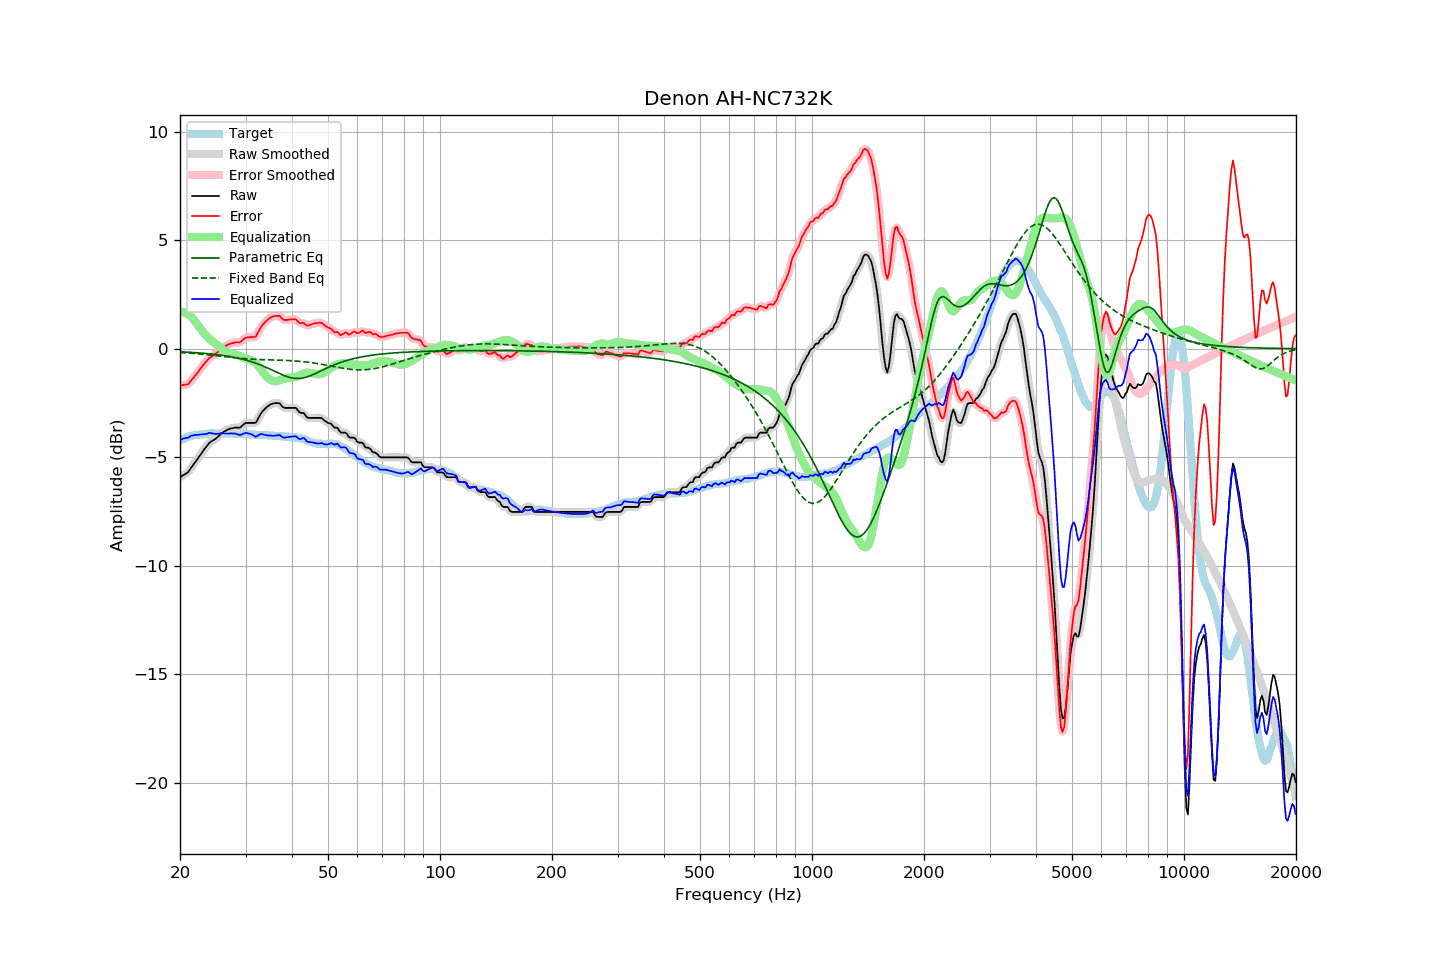 Denon AH-NC732K
Target
Raw Smoothed
Error Smoothed
Raw
Error
Equalization
Parametric Eq
Fixed Band Eq
Equalized
Amplitude (dBr)
10
5
0
−5
−10
−15
−20
20 50 100 200 500 1000 2000 5000 10000 20000
Frequency (Hz)